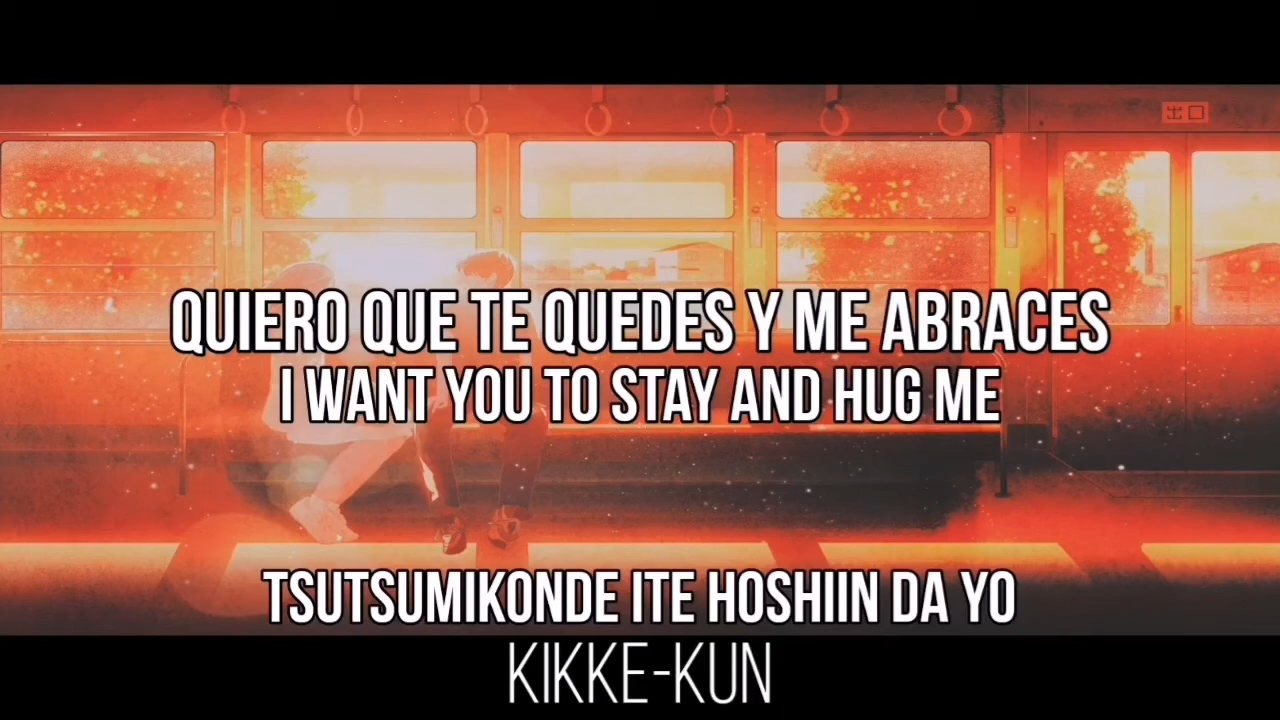 出口
QUIERO QUE TE QUEDES Y ME ABRACES
I WANT YOU TO STAY AND HUG ME
TSUTSUMIKONDE ITE HOSHIIN DA YO
KIKKE-KUN